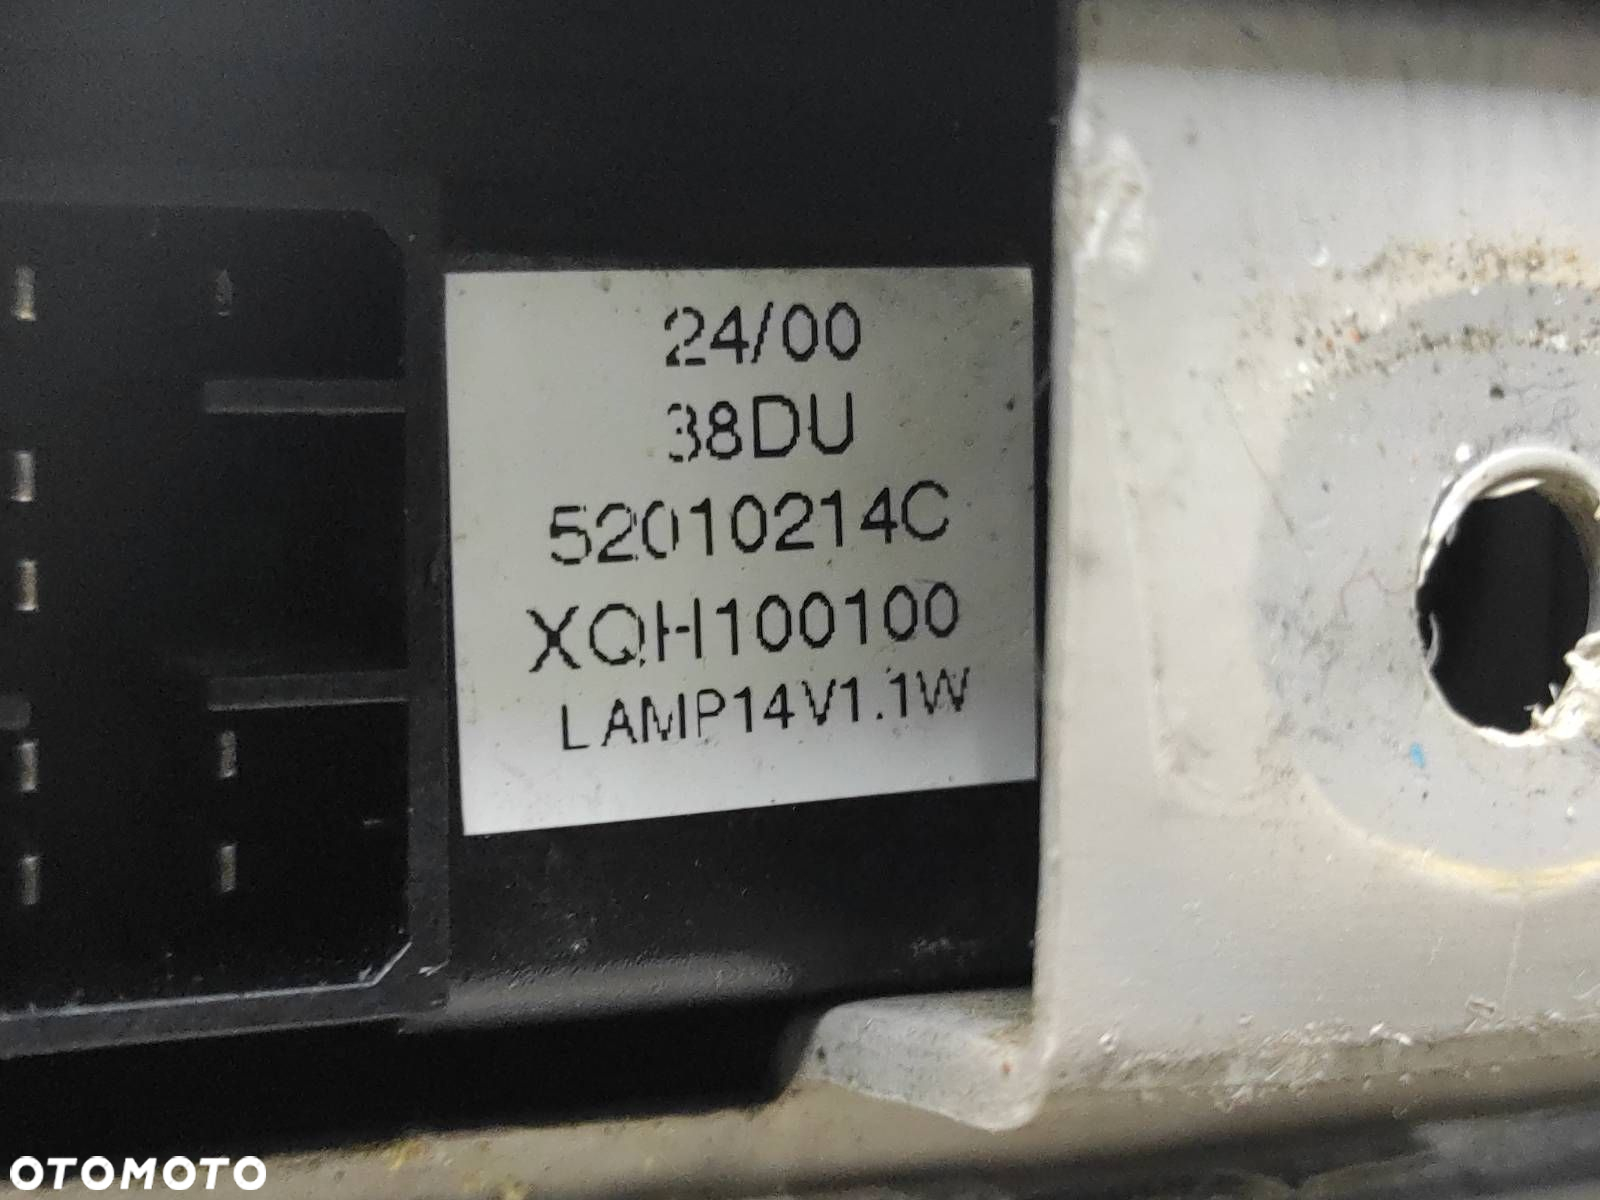 24/00
38DU
52010214C
XQH100100
LAMP14V1.1W
OTOMOTO